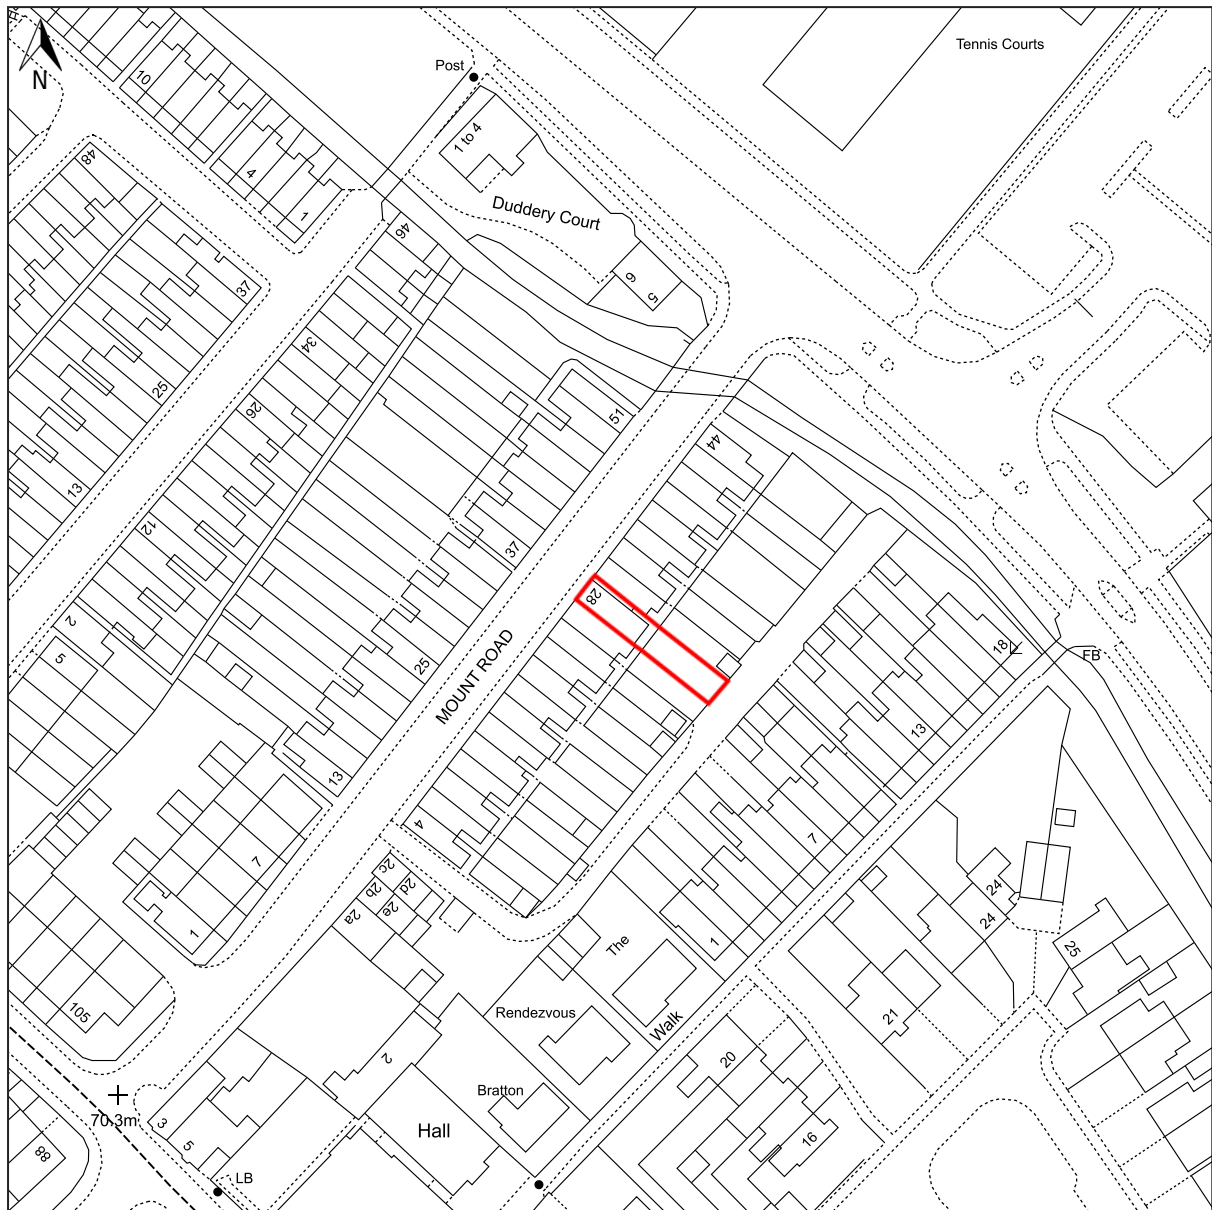 N
Tennis Courts
Post
10
1 to 4
4
1
48
Duddery Court
46
6
5
37
34
25
26
51
44
13
12
37
2
28
5
25
MOUNT ROAD
18
FB
13
13
4
7
7
2c
2b
2d
2e
2a
24
24
1
1
The
25
105
Rendezvous
21
Walk
2
20
Bratton
70.3m
3
5
Hall
16
88
LB